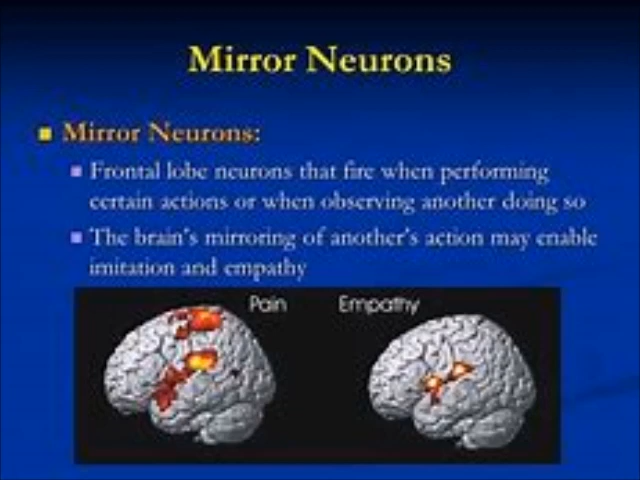 Mirror Neurons
Mirror Neurons:
Frontal lobe neurons that fire when performing
certain actions or when observing another doing so
The brain's mirroring of another's action may enable
imitation and empathy
Pain Empathy